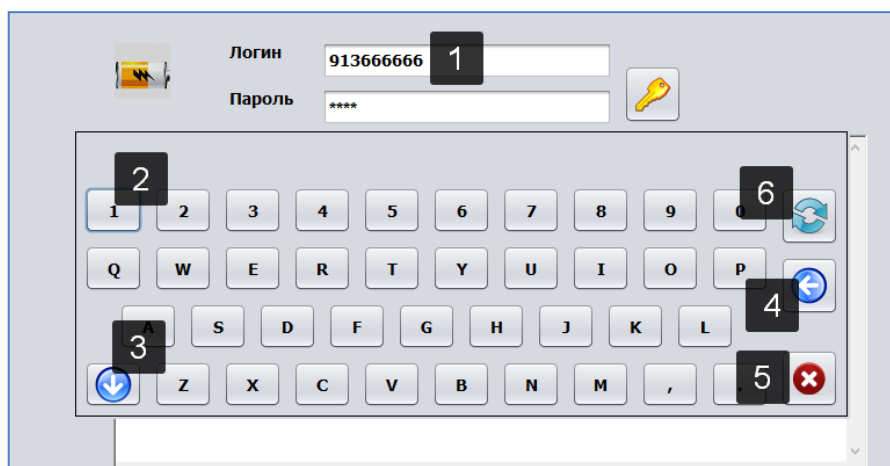 Логин 913666666 1
Пароль ****
2 6
1 2 3 4 5 6 7 8 9 0
Q W E R T Y U I O P
4
A S D F G H J K L
3 5
Z X C V B N M , .